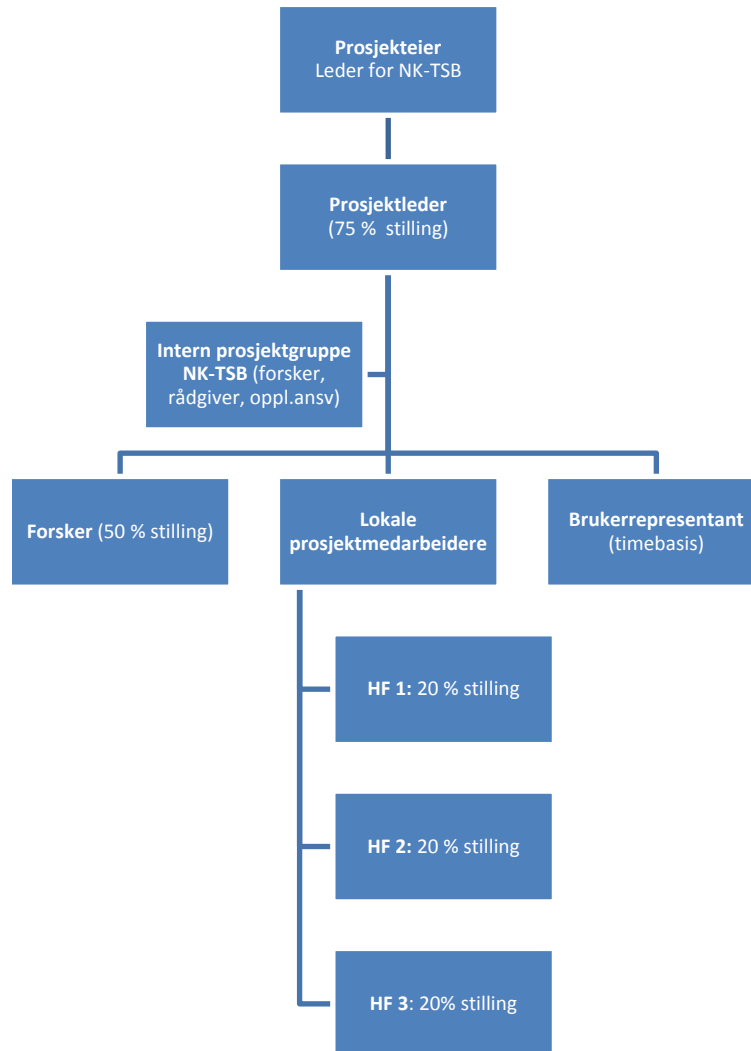 Prosjekteier
Leder for NK-TSB
Prosjektleder
(75 % stilling)
Intern prosjektgruppe
NK-TSB (forsker,
rådgiver, oppl.ansv)
Forsker (50 % stilling)
Lokale
prosjektmedarbeidere
Brukerrepresentant
(timebasis)
HF 1: 20 % stilling
HF 2: 20 % stilling
HF 3: 20% stilling